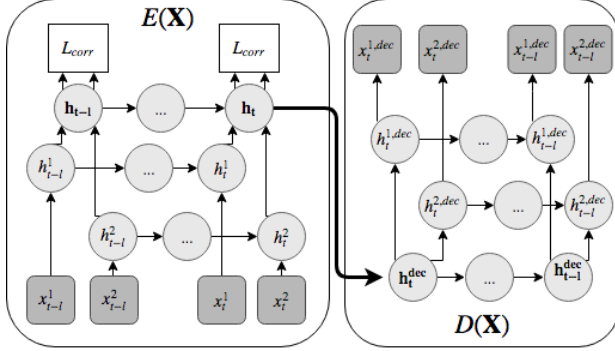 E(X)
L_corr L_corr
h_{t-l} ... h_t
h^1_{t-l} ... h^1_t
h^2_{t-l} ... h^2_t
x^1_{t-l} x^2_{t-l} x^1_t x^2_t
x^{1,dec}_t x^{2,dec}_t x^{1,dec}_{t-l} x^{2,dec}_{t-l}
h^{1,dec}_t ... h^{1,dec}_{t-l}
h^{2,dec}_t ... h^{2,dec}_{t-l}
h^{dec}_t ... h^{dec}_{t-l}
D(X)